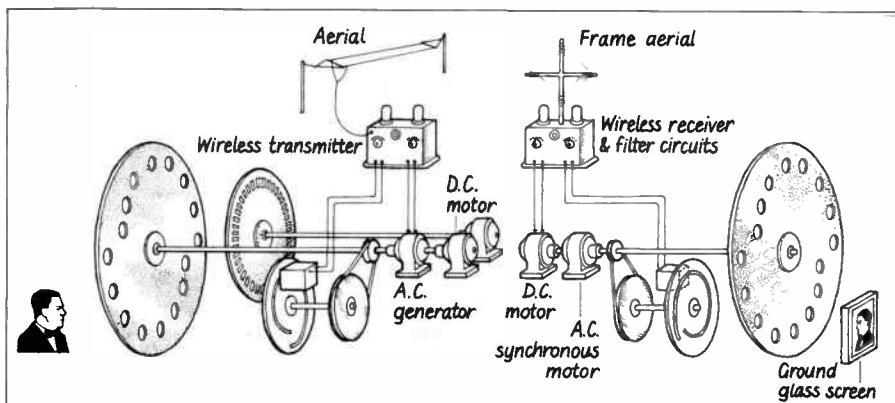 Aerial
Frame aerial
Wireless transmitter
Wireless receiver
& filter circuits
D.C.
motor
A.C.
generator
D.C.
motor
A.C.
synchronous
motor
Ground
glass screen